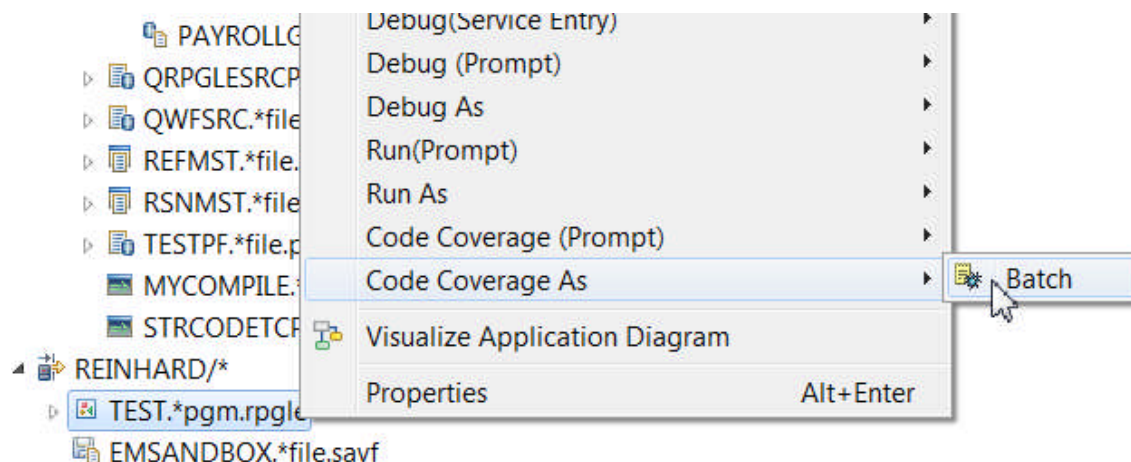 PAYROLLG
QRPGLESRCP
QWFSRC.*file
REFMST.*file.
RSNMST.*file
TESTPF.*file.p
MYCOMPILE.*
STRCODETCP
REINHARD/*
TEST.*pgm.rpgle
EMSANDBOX.*file.savf
Debug(Service Entry)
Debug (Prompt)
Debug As
Run(Prompt)
Run As
Code Coverage (Prompt)
Code Coverage As
Visualize Application Diagram
Properties Alt+Enter
Batch